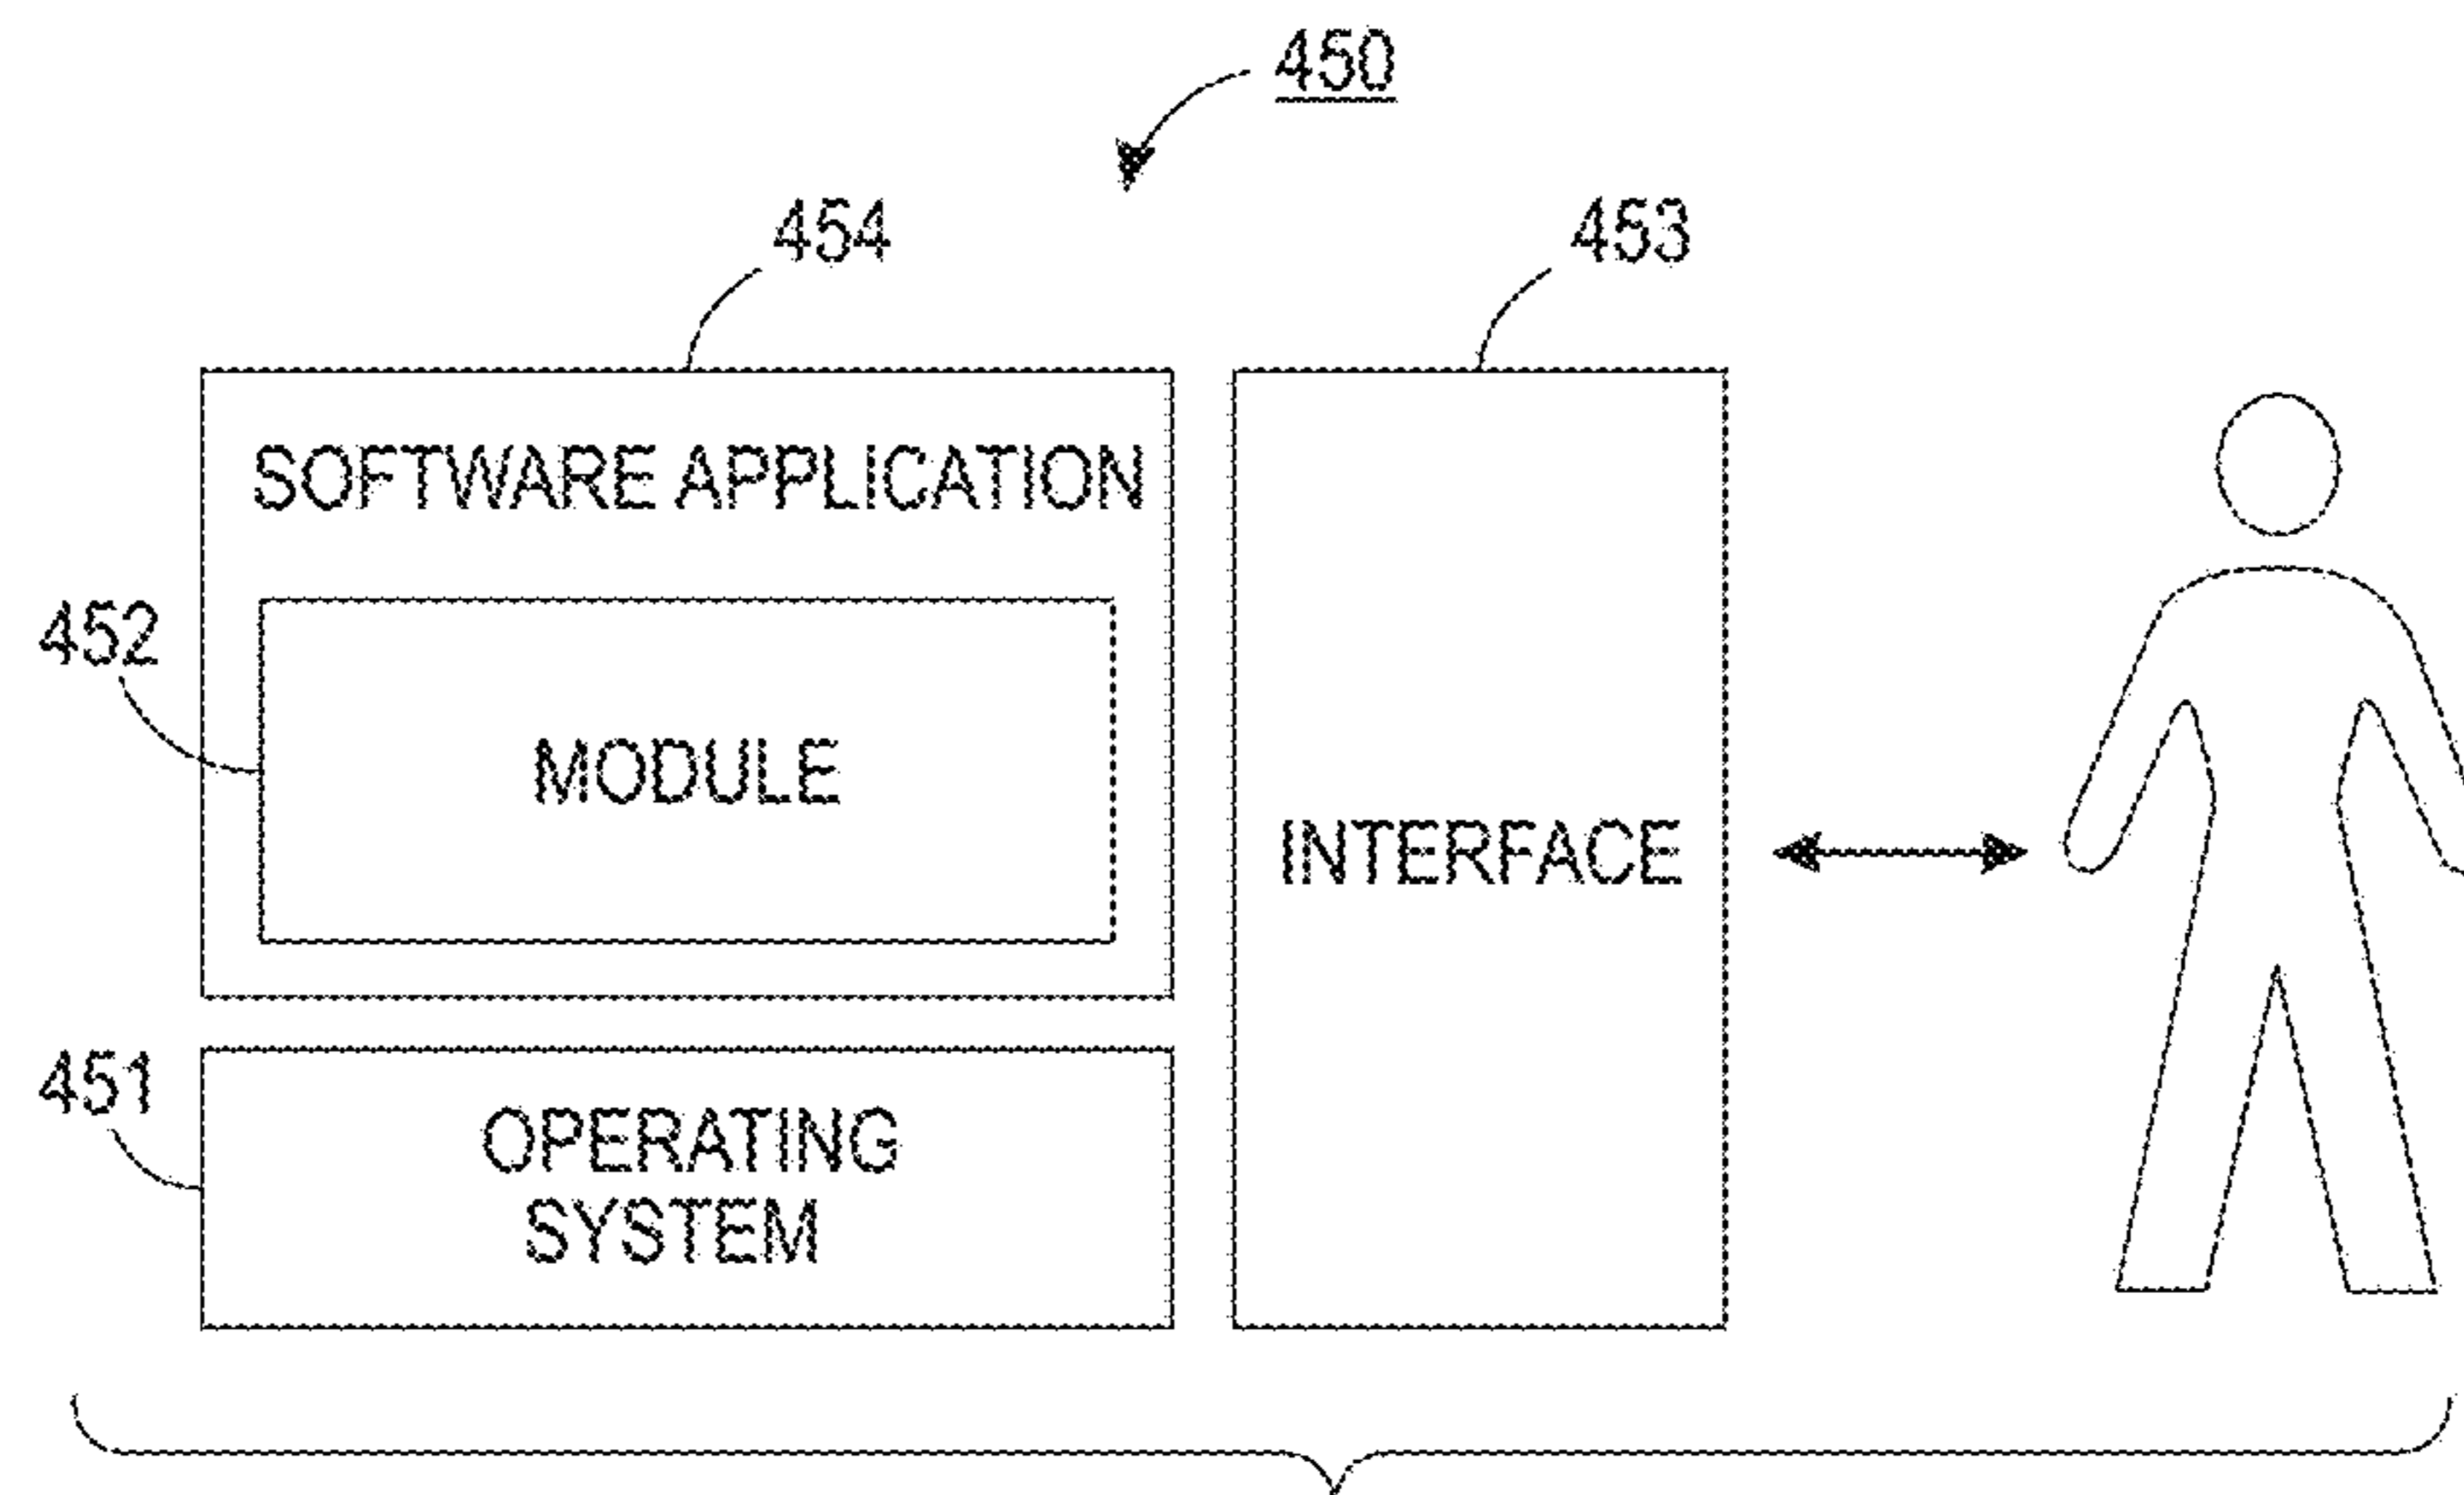 450
454
453
SOFTWARE APPLICATION
452
MODULE
INTERFACE
451
OPERATING
SYSTEM